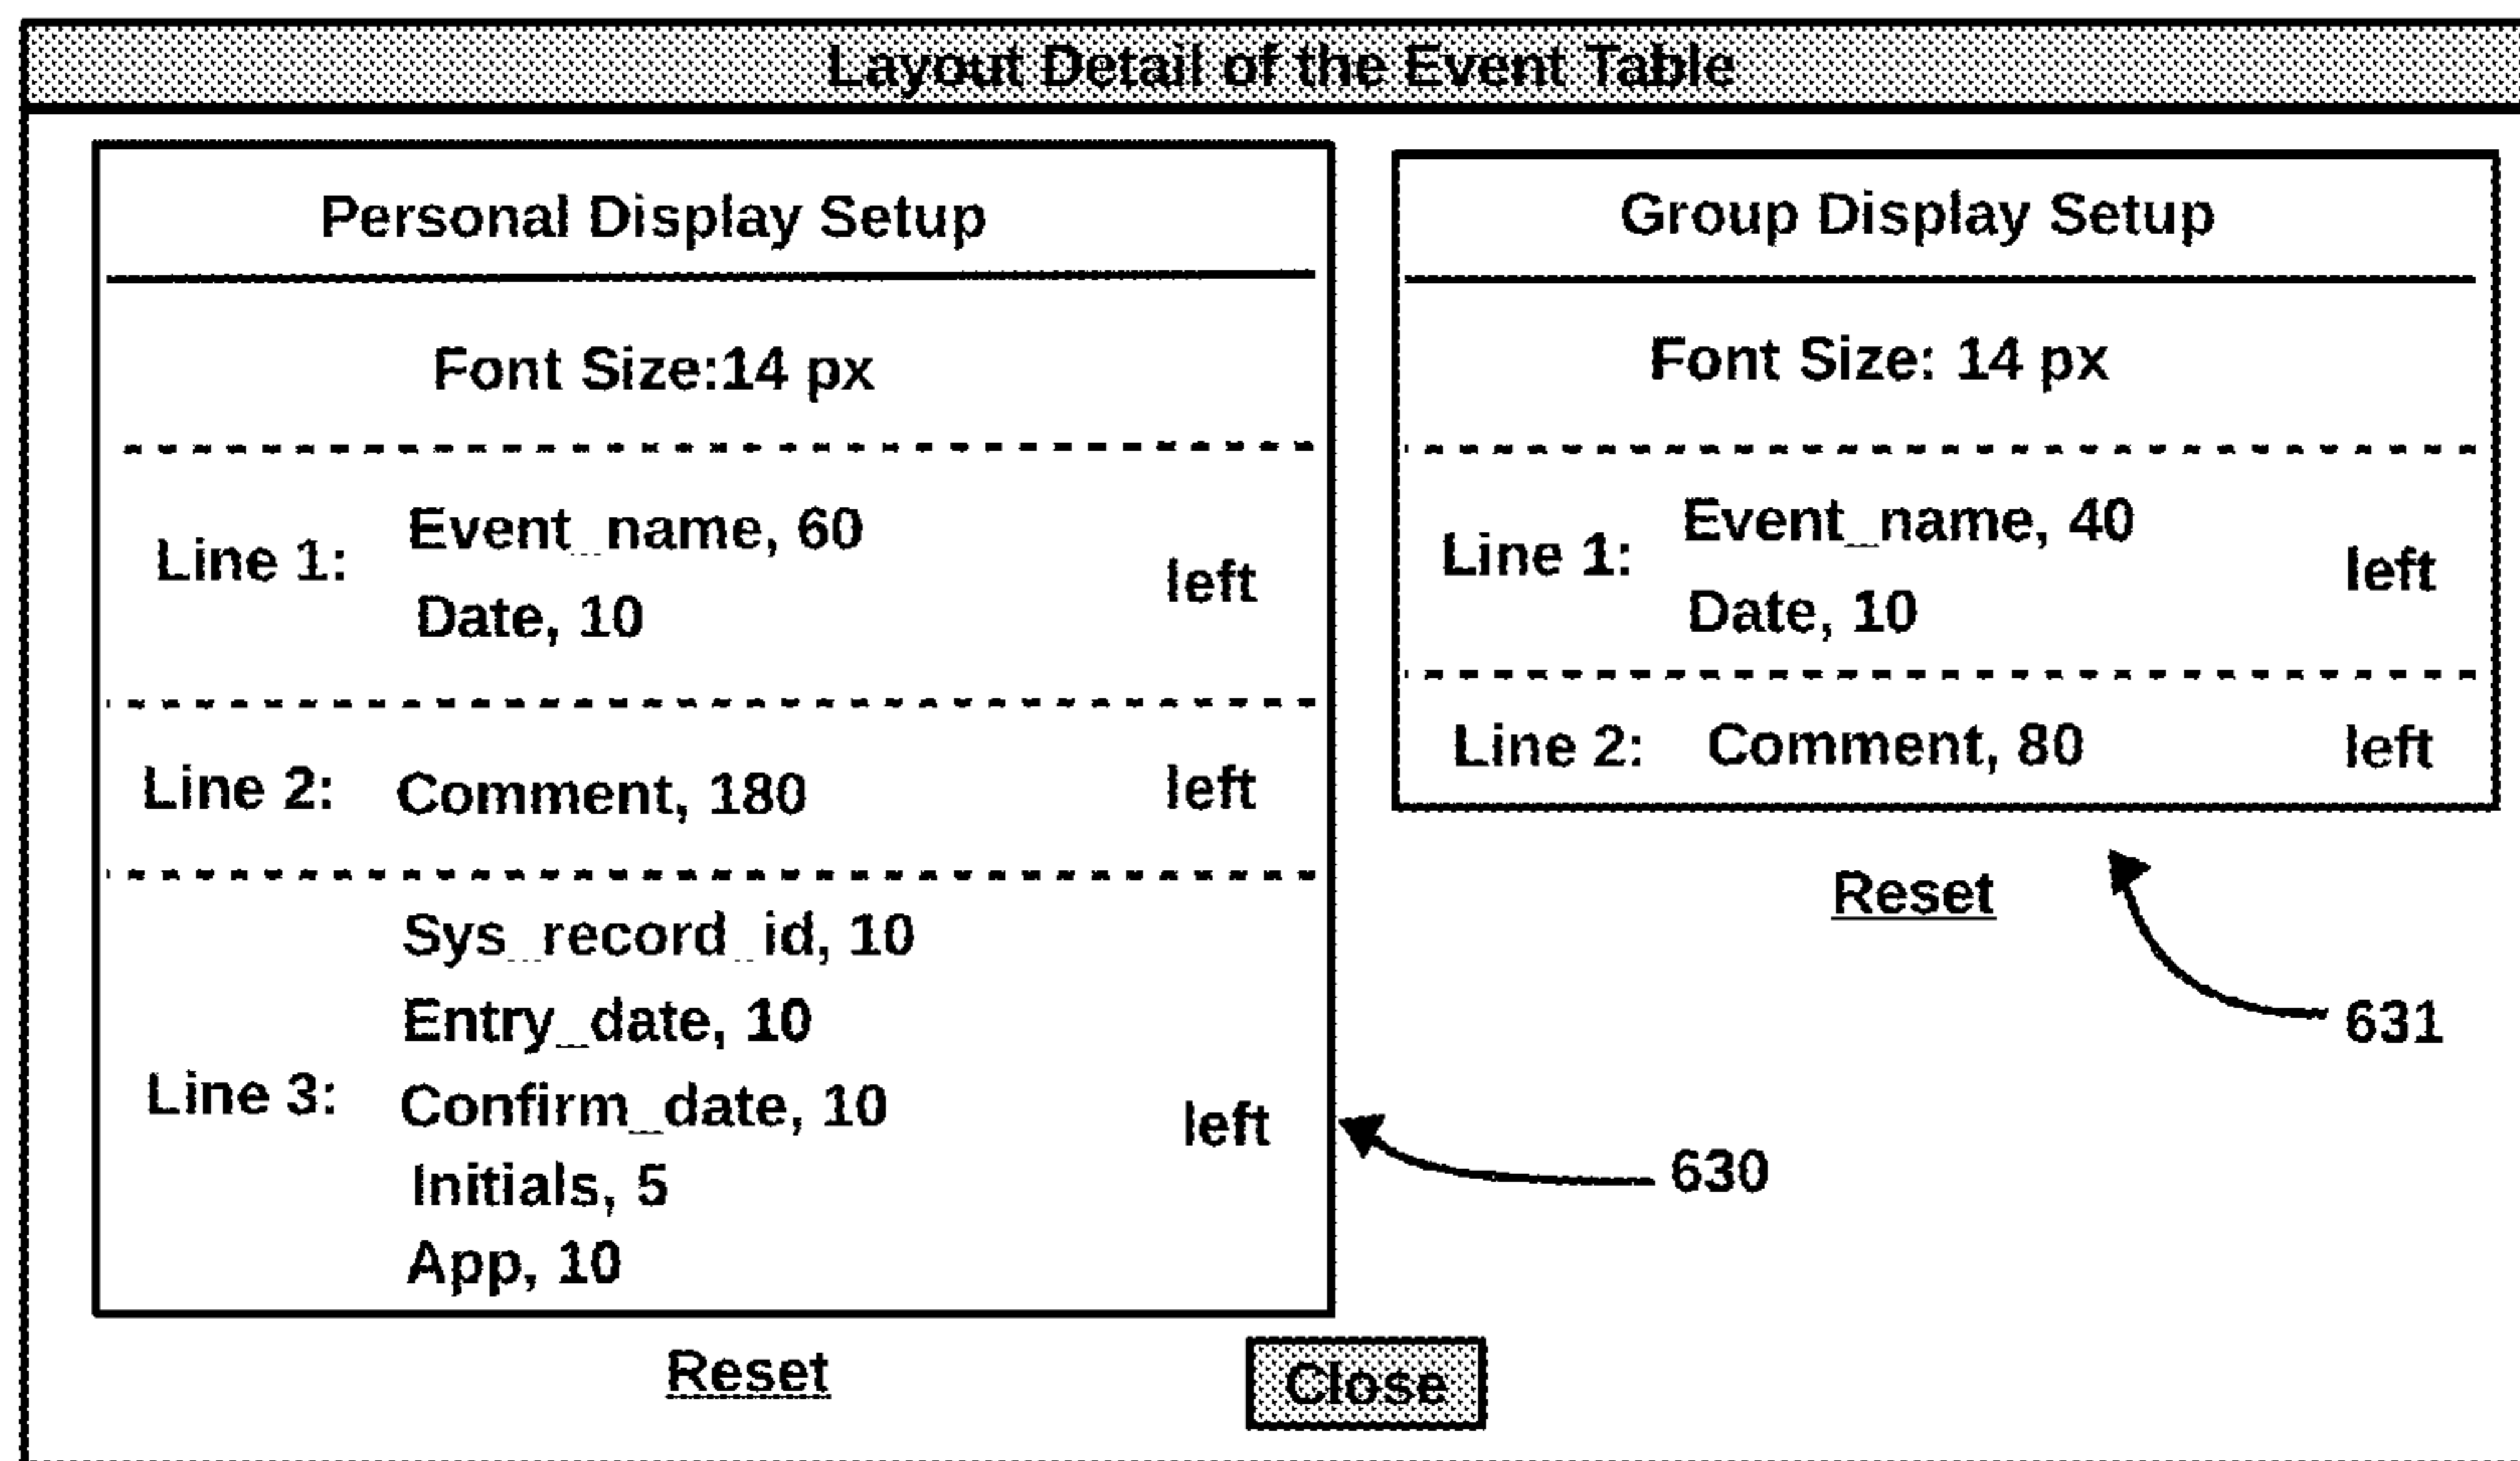 Layout Detail of the Event Table
Personal Display Setup
Font Size:14 px
Line 1:
Event_name, 60
Date, 10
left
Line 2:
Comment, 180
left
Line 3:
Sys_record_id, 10
Entry_date, 10
Confirm_date, 10
Initials, 5
App, 10
left
Reset
Group Display Setup
Font Size: 14 px
Line 1:
Event_name, 40
Date, 10
left
Line 2:
Comment, 80
left
Reset
631
630
Close